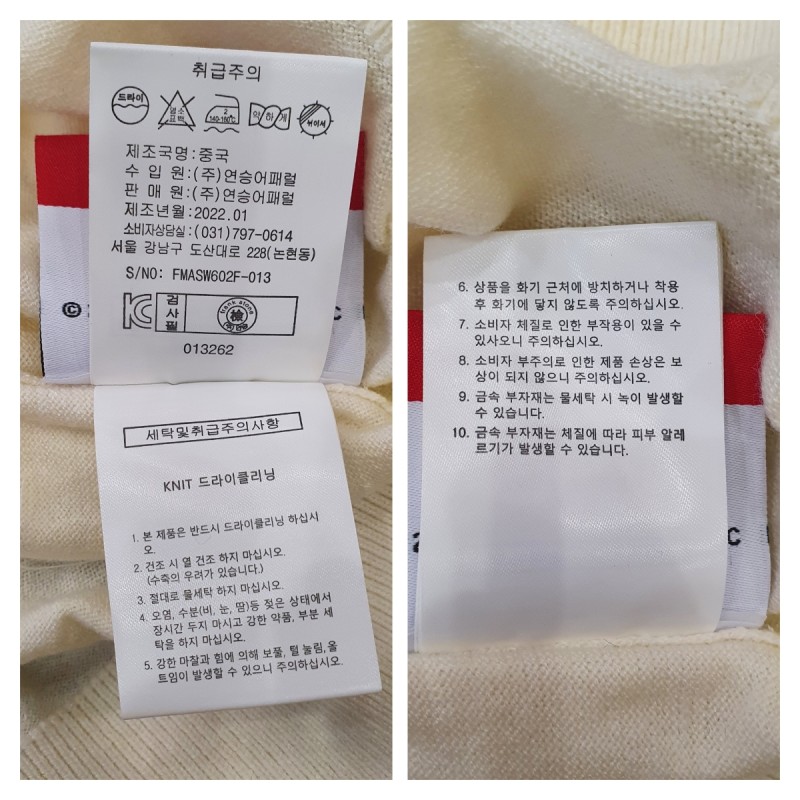 취급주의
드라이
염소
표백
2
140-160℃
약하게
뉘어서
제조국명:중국
수 입 원:(주)연승어패럴
판 매 원:(주)연승어패럴
제조년월:2022.01
소비자상담실:(031)797-0614
서울 강남구 도산대로 228(논현동)
S/NO: FMASW602F-013
검
사
필
檢
013262
©
C
세탁및취급주의사항
KNIT 드라이클리닝
1. 본 제품은 반드시 드라이클리닝 하십시
오.
2. 건조 시 열 건조 하지 마십시오.
(수축의 우려가 있습니다.)
3. 절대로 물세탁 하지 마십시오.
4. 오염, 수분(비, 눈, 땀)등 젖은 상태에서
장시간 두지 마시고 강한 약품, 부분 세
탁을 하지 마십시오.
5. 강한 마찰과 힘에 의해 보풀, 털 눌림, 올
트임이 발생할 수 있으니 주의하십시오.
6. 상품을 화기 근처에 방치하거나 착용
후 화기에 닿지 않도록 주의하십시오.
7. 소비자 체질로 인한 부작용이 있을 수
있사오니 주의하십시오.
8. 소비자 부주의로 인한 제품 손상은 보
상이 되지 않으니 주의하십시오.
9. 금속 부자재는 물세탁 시 녹이 발생할
수 있습니다.
10. 금속 부자재는 체질에 따라 피부 알레
르기가 발생할 수 있습니다.
2
C